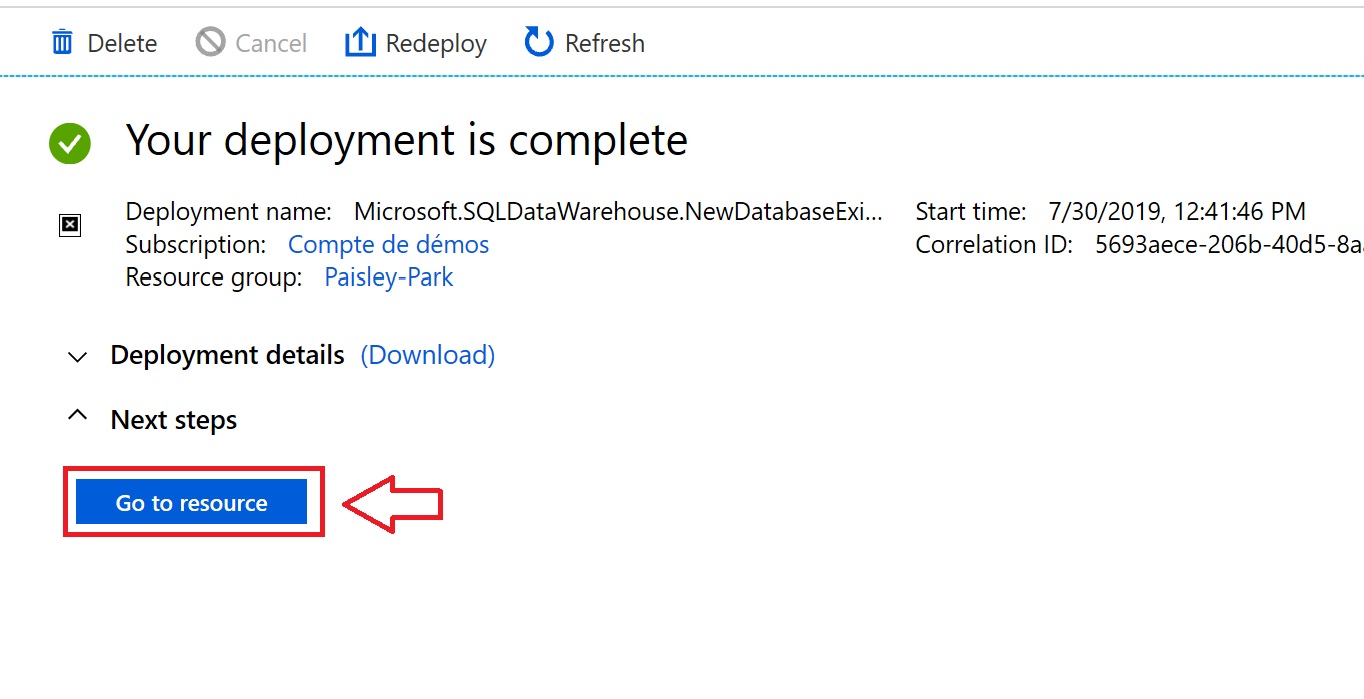 Delete Cancel Redeploy Refresh
Your deployment is complete
Deployment name: Microsoft.SQLDataWarehouse.NewDatabaseExi... Start time: 7/30/2019, 12:41:46 PM
Subscription: Compte de démos Correlation ID: 5693aece-206b-40d5-8a
Resource group: Paisley-Park
Deployment details (Download)
Next steps
Go to resource